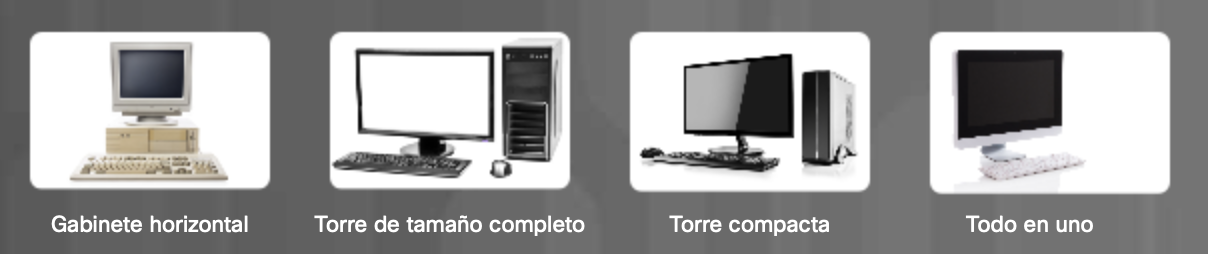 Gabinete horizontal
Torre de tamaño completo
Torre compacta
Todo en uno